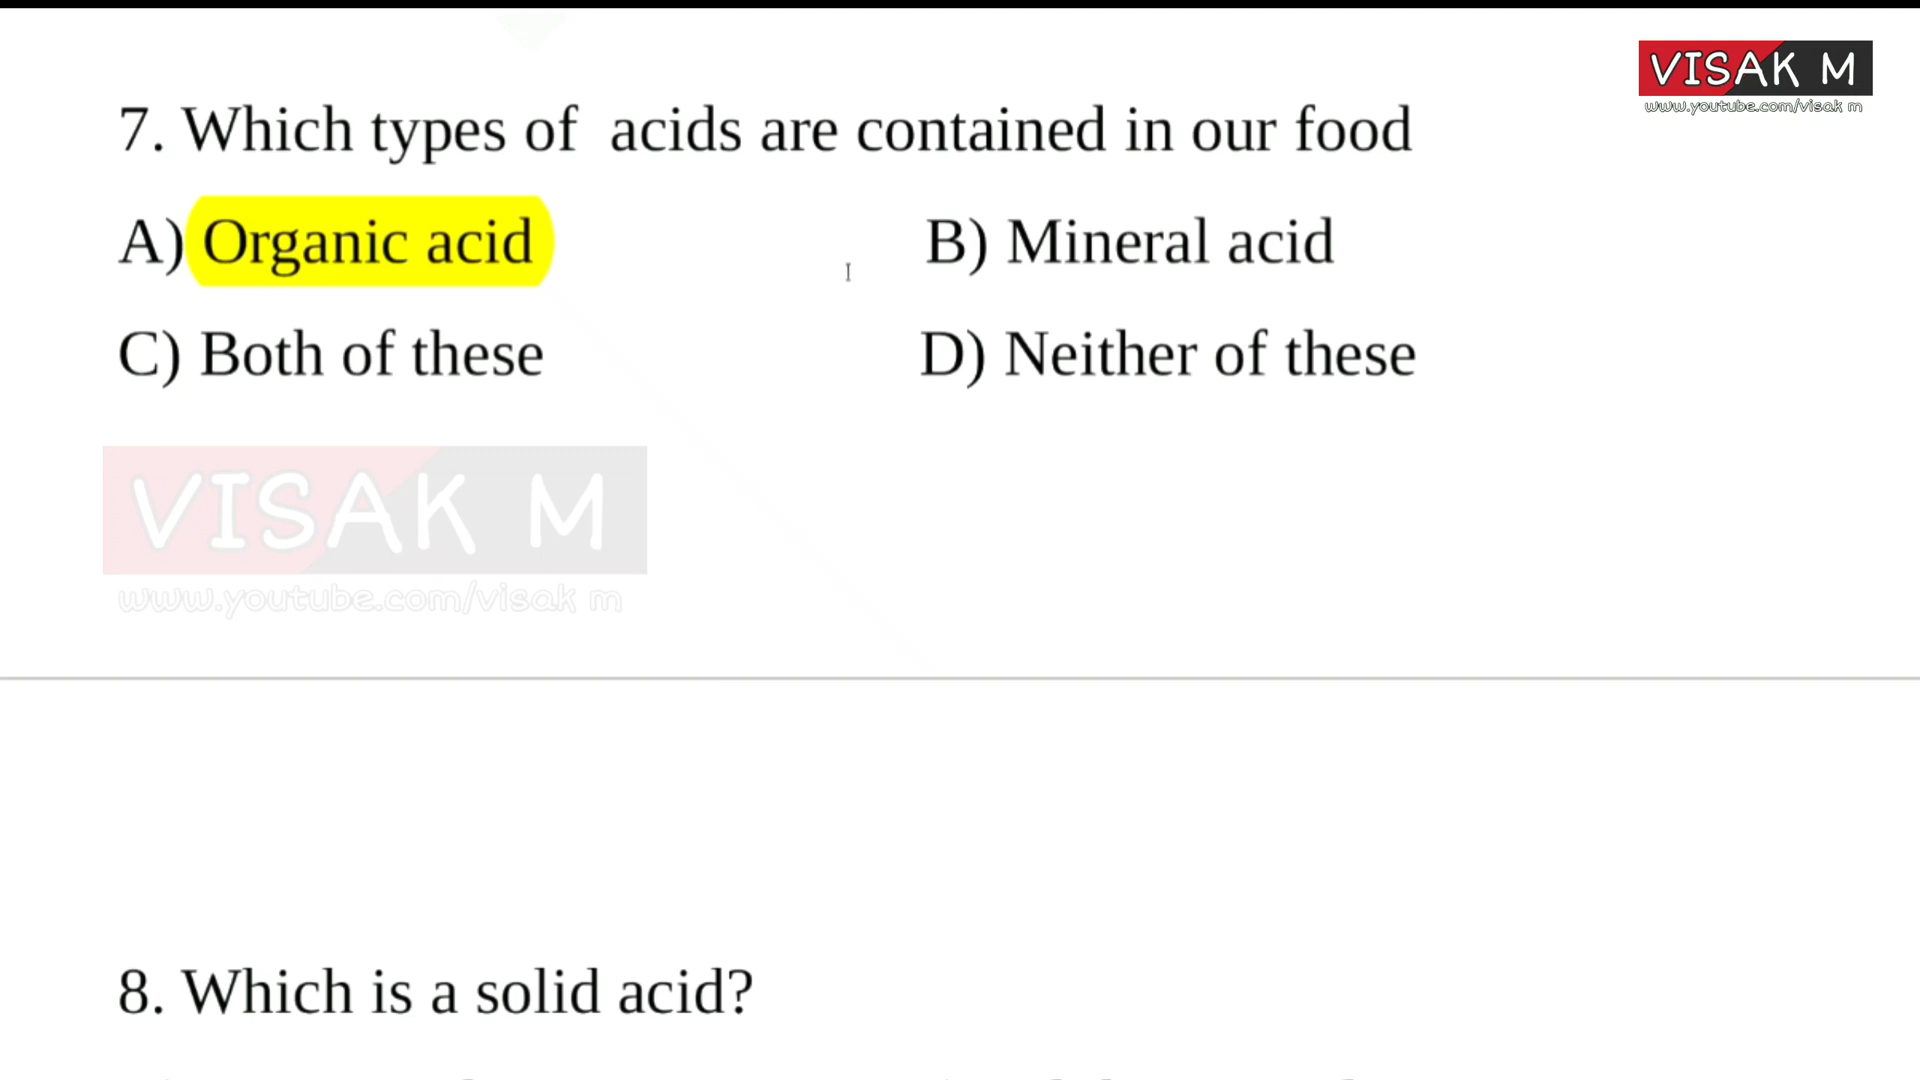 VISAK M
www.youtube.com/visak m
7. Which types of acids are contained in our food
A) Organic acid B) Mineral acid
C) Both of these D) Neither of these
VISAK M
www.youtube.com/visak m
8. Which is a solid acid?